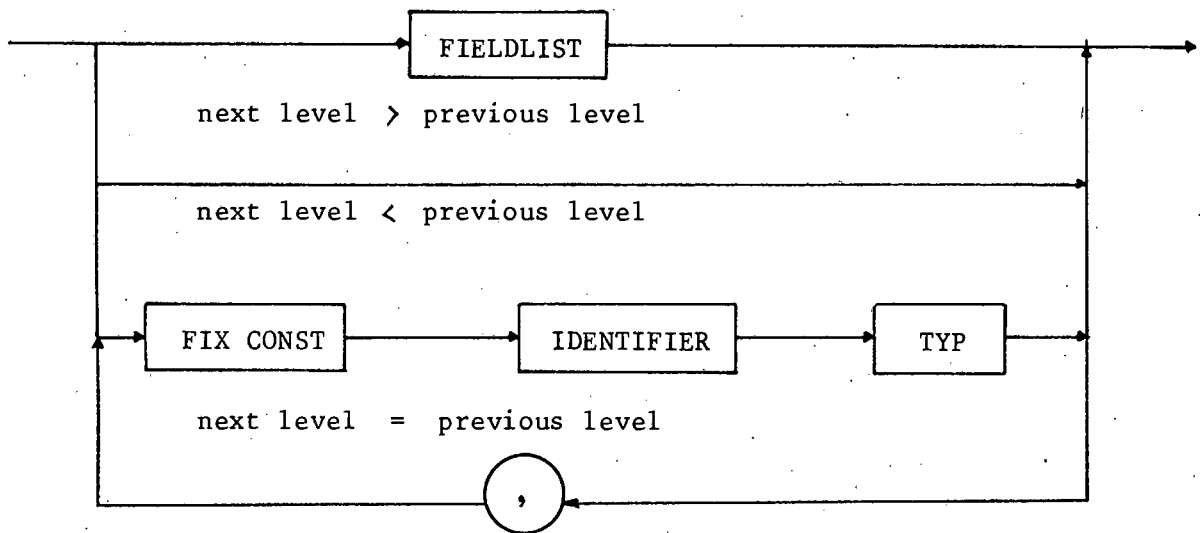 FIELDLIST
next level > previous level
next level < previous level
FIX CONST
IDENTIFIER
TYP
next level = previous level
,